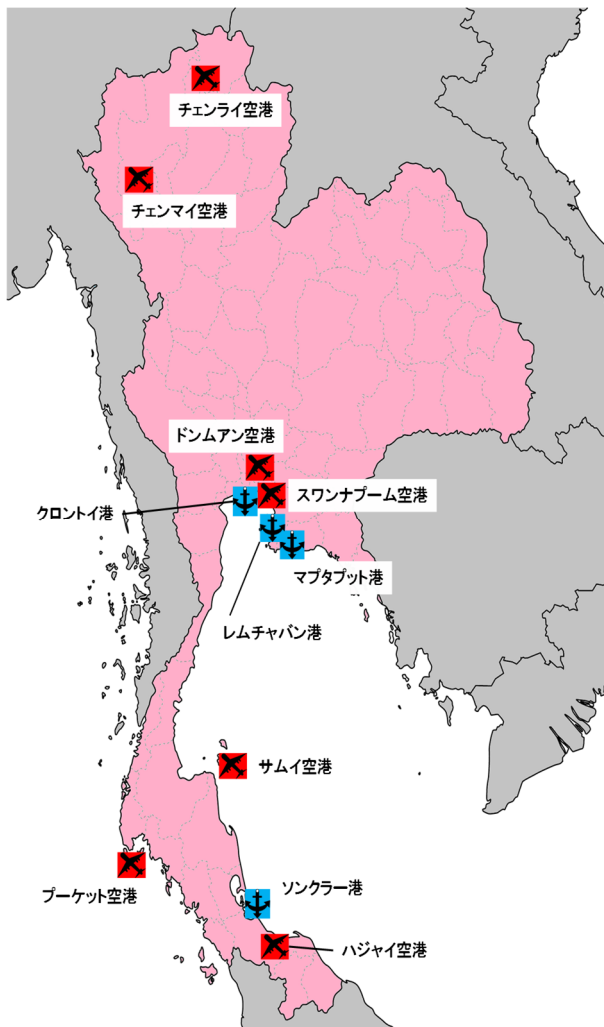 チェンライ空港
チェンマイ空港
ドンムアン空港
スワンナプーム空港
クロントイ港
マプタプット港
レムチャバン港
サムイ空港
プーケット空港
ソンクラー港
ハジャイ空港